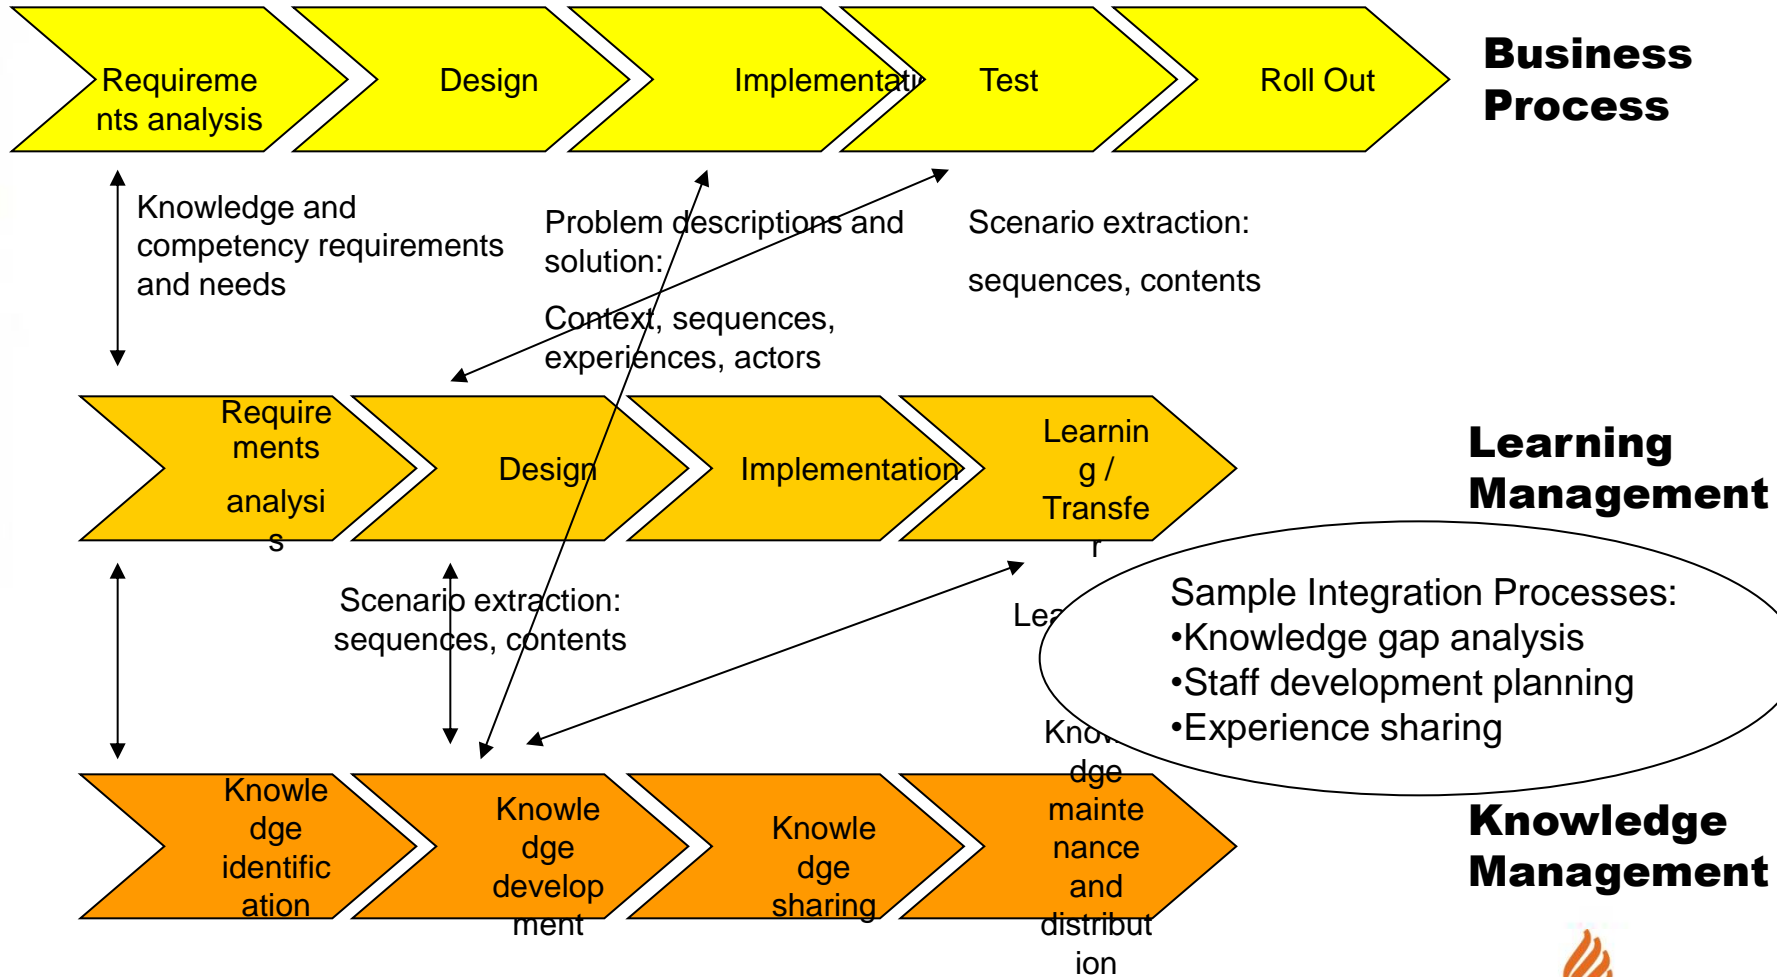 Requireme
nts analysis
Design
Implementatio
Test
Roll Out
Business
Process
Knowledge and
competency requirements
and needs
Problem descriptions and
solution:
Context, sequences,
experiences, actors
Scenario extraction:
sequences, contents
Require
ments
analysi
s
Design
Implementation
Learnin
g /
Transfe
r
Learning
Management
Scenario extraction:
sequences, contents
Sample Integration Processes:
•Knowledge gap analysis
•Staff development planning
•Experience sharing
Knowle
dge
identific
ation
Knowle
dge
develop
ment
Knowle
dge
sharing
Knowle
dge
mainte
nance
and
distribut
ion
Knowledge
Management